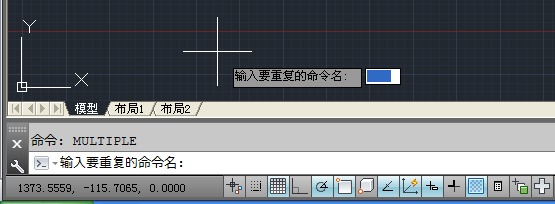 Y
X
输入要重复的命令名:
模型 布局1 布局2
命令: MULTIPLE
输入要重复的命令名:
1373.5559, -115.7065, 0.0000